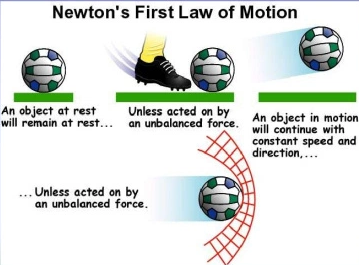 Newton's First Law of Motion
An object at rest
will remain at rest...
Unless acted on by
an unbalanced force.
An object in motion
will continue with
constant speed and
direction,...
... Unless acted on by
an unbalanced force.